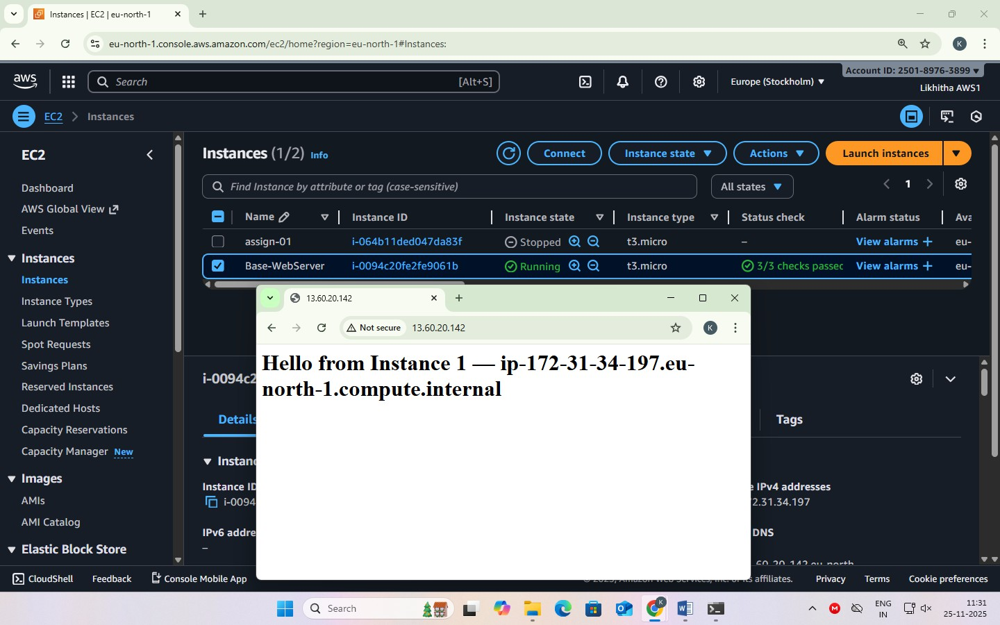 Instances | EC2 | eu-north-1
eu-north-1.console.aws.amazon.com/ec2/home?region=eu-north-1#Instances:
K
aws
Search
[Alt+S]
Europe (Stockholm)
Account ID: 2501-8976-3899
Likhitha AWS1
EC2
Instances
EC2
Dashboard
AWS Global View
Events
Instances
Instances
Instance Types
Launch Templates
Spot Requests
Savings Plans
Reserved Instances
Dedicated Hosts
Capacity Reservations
Capacity Manager New
Images
AMIs
AMI Catalog
Elastic Block Store
Instances (1/2) Info
Connect
Instance state
Actions
Launch instances
Find Instance by attribute or tag (case-sensitive)
All states
1
Name Instance ID Instance state Instance type Status check Alarm status Ava
assign-01 i-064b11ded047da83f Stopped t3.micro – View alarms + eu-
Base-WebServer i-0094c20fe2fe9061b Running t3.micro 3/3 checks passec View alarms + eu-
13.60.20.142
Not secure 13.60.20.142
K
Hello from Instance 1 — ip-172-31-34-197.eu-
north-1.compute.internal
i-0094c2
Details
Tags
Instanc
Instance ID
i-0094
IPv4 addresses
2.31.34.197
IPv6 addre
–
DNS
60-20-142.eu-north
CloudShell
Feedback
Console Mobile App
© 2025, Amazon Web Services, Inc. or its affiliates.
Privacy
Terms
Cookie preferences
Search
K
ENG
IN
11:31
25-11-2025